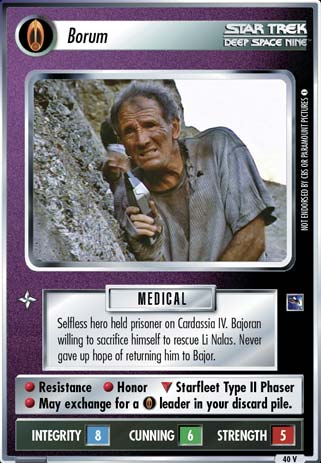 Borum
STAR TREK
DEEP SPACE NINE
NOT ENDORSED BY CBS OR PARAMOUNT PICTURES
MEDICAL
Selfless hero held prisoner on Cardassia IV. Bajoran
willing to sacrifice himself to rescue Li Nalas. Never
gave up hope of returning him to Bajor.
Resistance Honor Starfleet Type II Phaser
May exchange for a leader in your discard pile.
INTEGRITY 8 CUNNING 6 STRENGTH 5
40 V